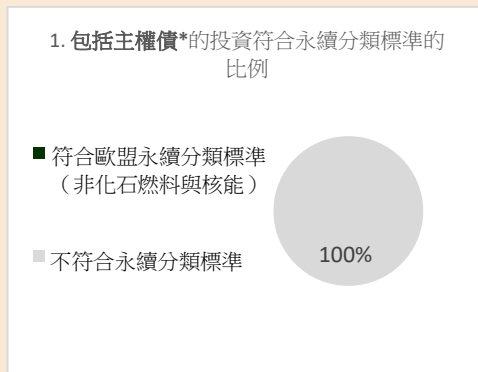 1. 包括主權債*的投資符合永續分類標準的
比例
符合歐盟永續分類標準
（非化石燃料與核能）
不符合永續分類標準
100%